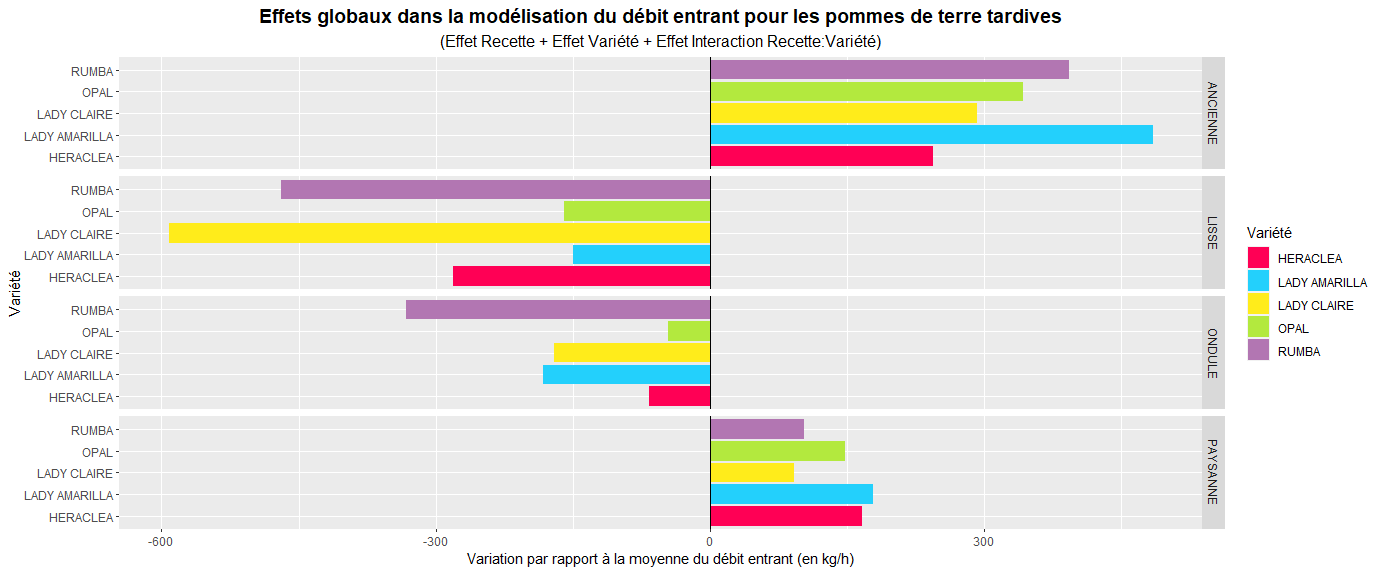 Effets globaux dans la modélisation du débit entrant pour les pommes de terre tardives
(Effet Recette + Effet Variété + Effet Interaction Recette:Variété)
Variété
RUMBA
OPAL
LADY CLAIRE
LADY AMARILLA
HERACLEA
ANCIENNE
RUMBA
OPAL
LADY CLAIRE
LADY AMARILLA
HERACLEA
LISSE
RUMBA
OPAL
LADY CLAIRE
LADY AMARILLA
HERACLEA
ONDULE
RUMBA
OPAL
LADY CLAIRE
LADY AMARILLA
HERACLEA
PAYSANNE
-600 -300 0 300
Variation par rapport à la moyenne du débit entrant (en kg/h)
Variété
HERACLEA
LADY AMARILLA
LADY CLAIRE
OPAL
RUMBA